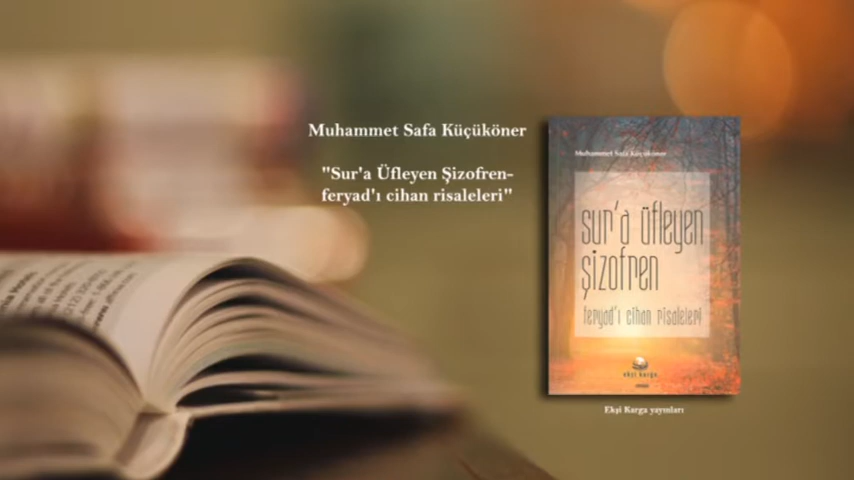 Muhammet Safa Küçüköner
"Sur'a Üfleyen Şizofren-
feryad'ı cihan risaleleri"
Muhammet Safa Küçüköner
sur'a üfleyen
şizofren
feryad'ı cihan risaleleri
ekşi karga
Ekşi Karga yayınları